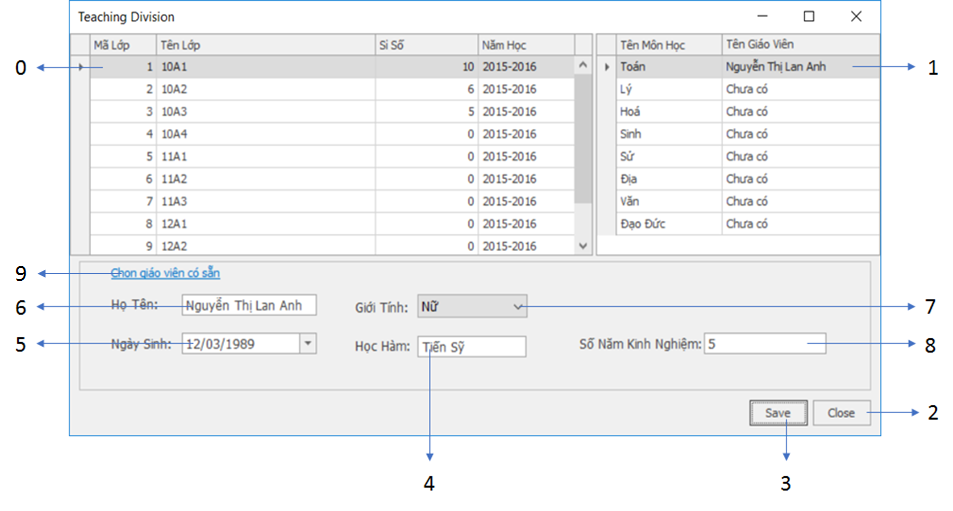 Teaching Division
Mã Lớp Tên Lớp Sỉ Số Năm Học Tên Môn Học Tên Giáo Viên
0 1 10A1 10 2015-2016 Toán Nguyễn Thị Lan Anh 1
2 10A2 6 2015-2016 Lý Chưa có
3 10A3 5 2015-2016 Hoá Chưa có
4 10A4 0 2015-2016 Sinh Chưa có
5 11A1 0 2015-2016 Sử Chưa có
6 11A2 0 2015-2016 Địa Chưa có
7 11A3 0 2015-2016 Văn Chưa có
8 12A1 0 2015-2016 Đạo Đức Chưa có
9 12A2 0 2015-2016
9 Chọn giáo viên có sẵn
6 Họ Tên: Nguyễn Thị Lan Anh Giới Tính: Nữ 7
5 Ngày Sinh: 12/03/1989 Học Hàm: Tiến Sỹ Số Năm Kinh Nghiệm: 5 8
Save Close 2
4 3